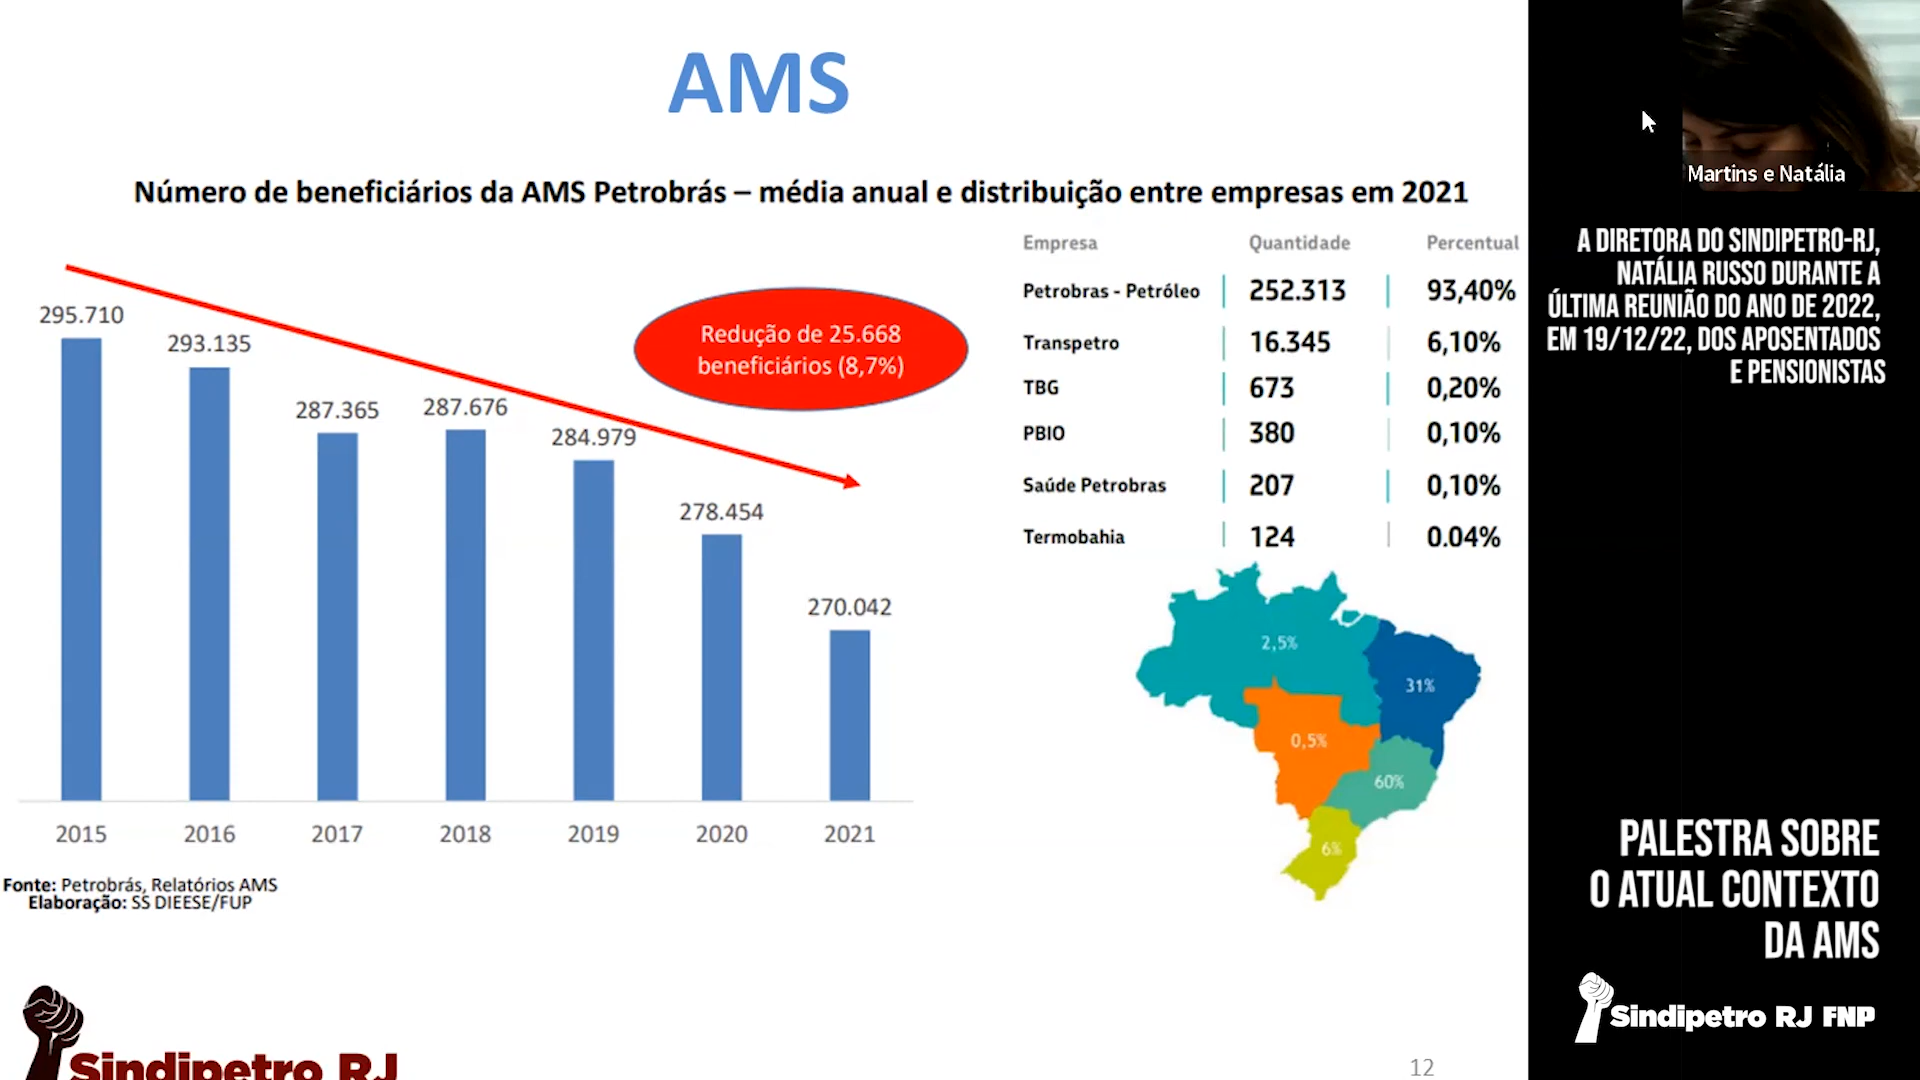 AMS
Número de beneficiários da AMS Petrobrás – média anual e distribuição entre empresas em 2021
295.710
293.135
287.365
287.676
284.979
278.454
270.042
Redução de 25.668
beneficiários (8,7%)
2015 2016 2017 2018 2019 2020 2021
Fonte: Petrobrás, Relatórios AMS
Elaboração: SS DIEESE/FUP
Empresa Quantidade Percentual
Petrobras - Petróleo 252.313 93,40%
Transpetro 16.345 6,10%
TBG 673 0,20%
PBIO 380 0,10%
Saúde Petrobras 207 0,10%
Termobahia 124 0.04%
2,5%
31%
0,5%
60%
6%
Sindipetro RJ
12
Martins e Natália
A DIRETORA DO SINDIPETRO-RJ,
NATÁLIA RUSSO DURANTE A
ÚLTIMA REUNIÃO DO ANO DE 2022,
EM 19/12/22, DOS APOSENTADOS
E PENSIONISTAS
PALESTRA SOBRE
O ATUAL CONTEXTO
DA AMS
Sindipetro RJ FNP